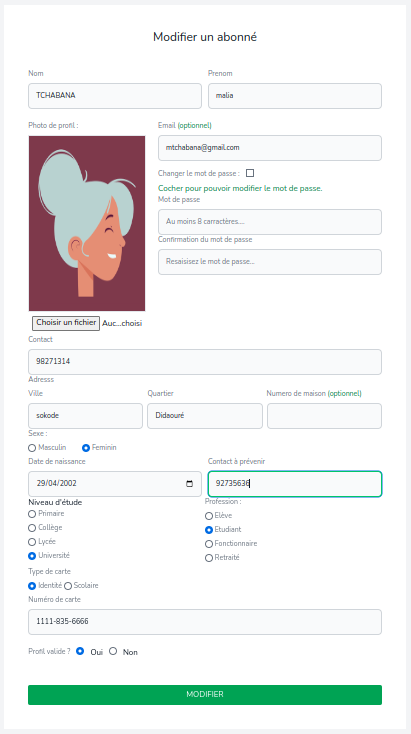 Modifier un abonné
Nom Prenom
TCHABANA malia
Photo de profil : Email (optionnel)
mtchabana@gmail.com
Changer le mot de passe :
Cocher pour pouvoir modifier le mot de passe.
Mot de passe
Au moins 8 carractères....
Confirmation du mot de passe
Resaisisez le mot de passe...
Choisir un fichier Auc...choisi
Contact
98271314
Adresss
Ville Quartier Numero de maison (optionnel)
sokode Didaouré
Sexe :
Masculin Feminin
Date de naissance Contact à prévenir
29/04/2002 92735636
Niveau d'étude Profession :
Primaire Elève
Collège Etudiant
Lycée Fonctionnaire
Université Retraité
Type de carte
Identité Scolaire
Numéro de carte
1111-835-6666
Profil valide ? Oui Non
MODIFIER